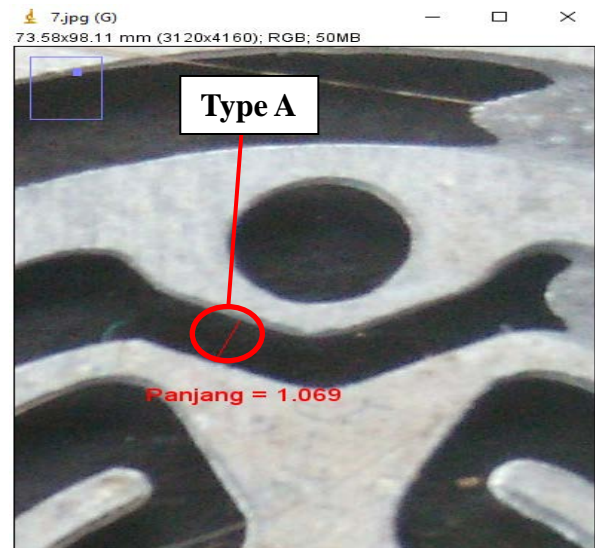 7.jpg (G)
73.58x98.11 mm (3120x4160); RGB; 50MB
Type A
Panjang = 1.069